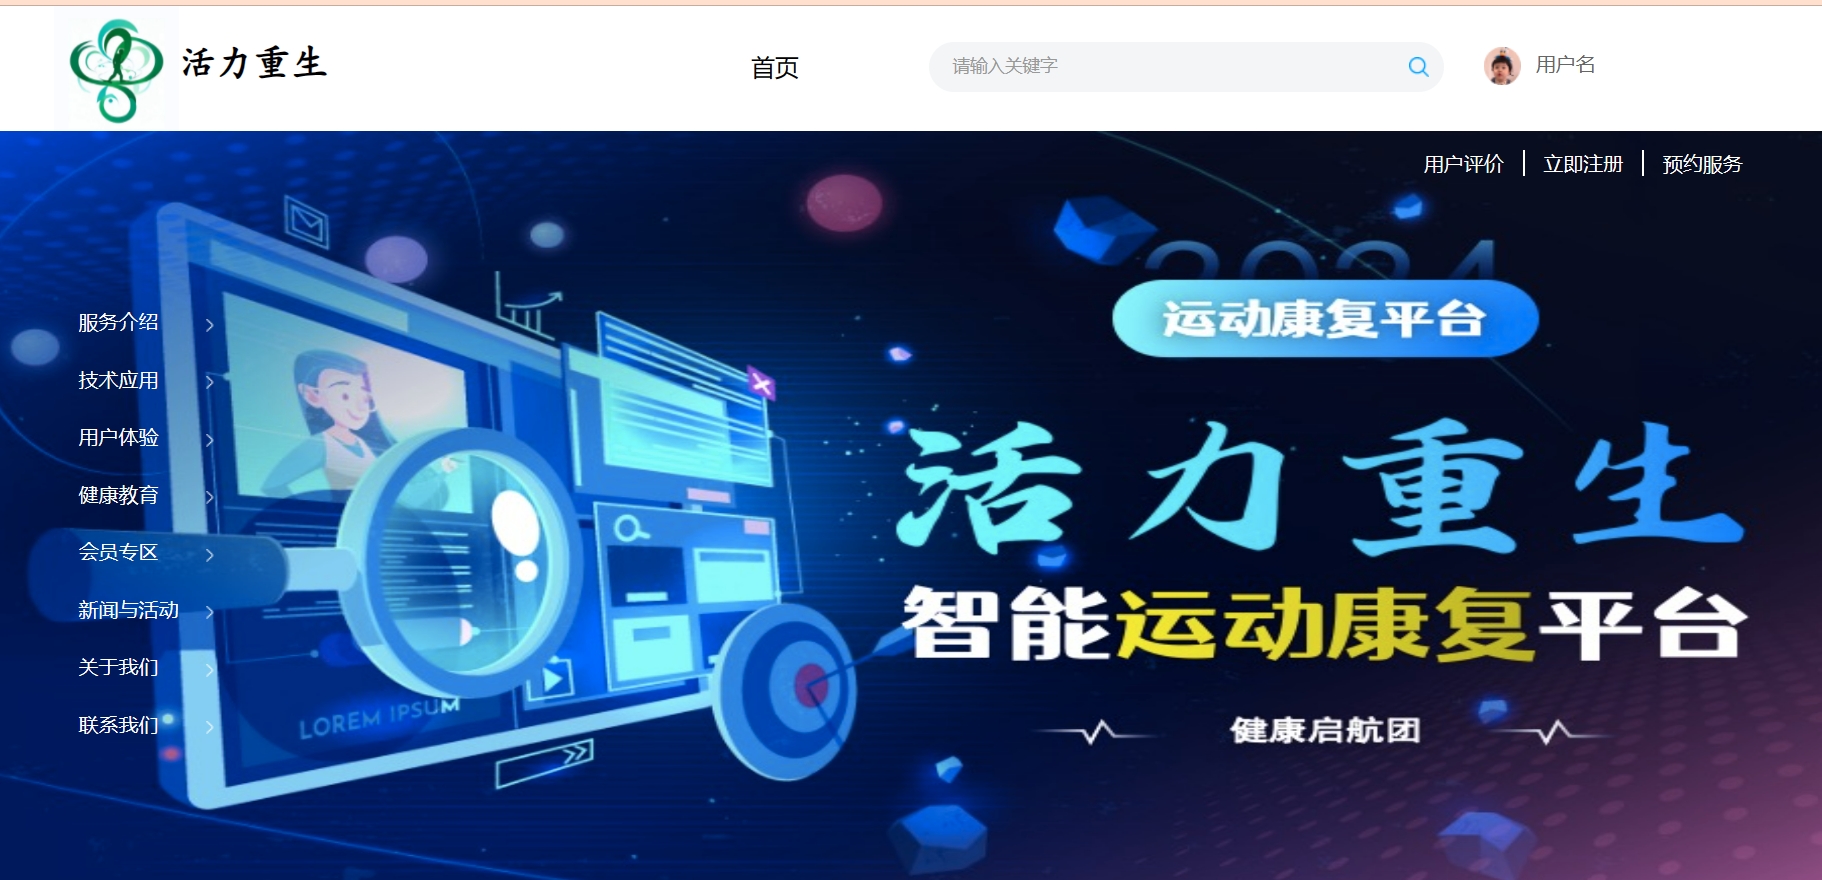 活力重生
首页
请输入关键字
用户名
用户评价
立即注册
预约服务
2024
运动康复平台
服务介绍
技术应用
用户体验
健康教育
会员专区
新闻与活动
关于我们
联系我们
活力重生
智能运动康复平台
健康启航团
LOREM IPSUM